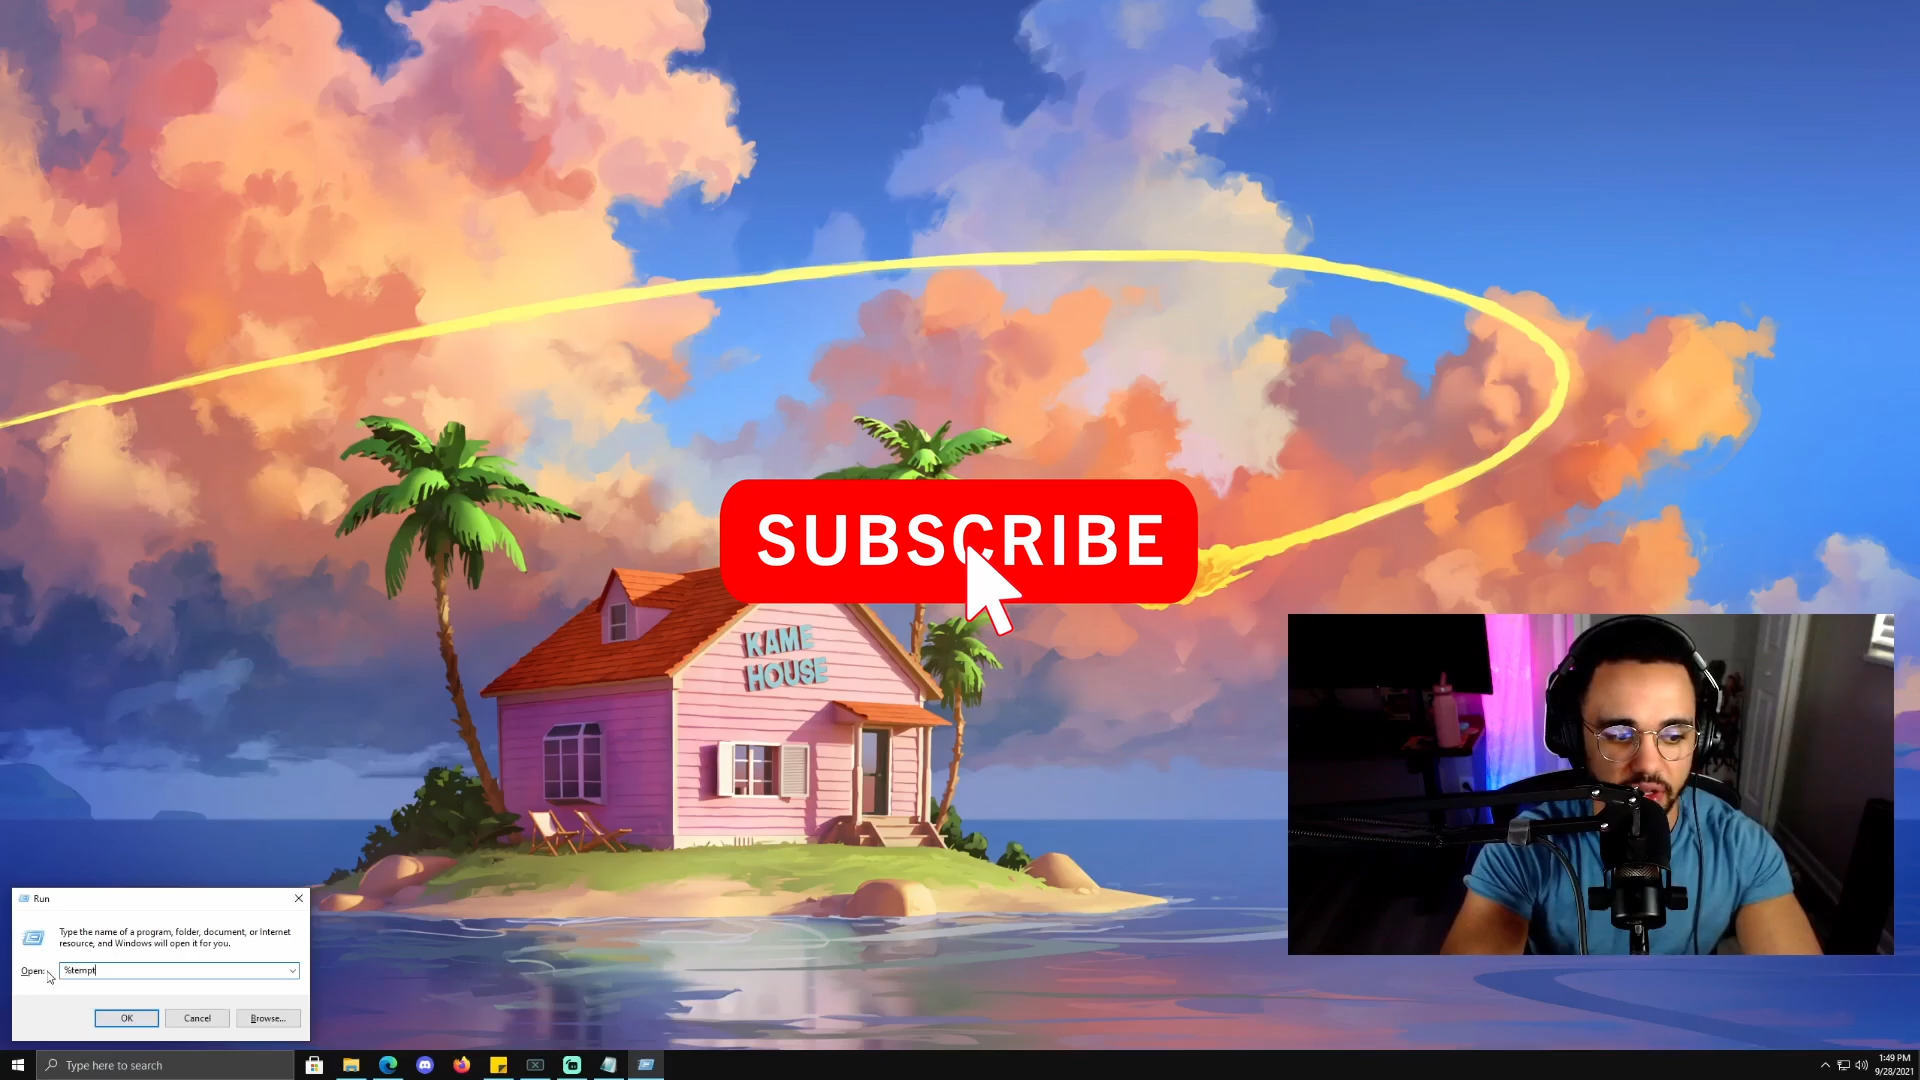 SUBSCRIBE
KAME
HOUSE
Run
Type the name of a program, folder, document, or Internet
resource, and Windows will open it for you.
Open:
%tempt
OK
Cancel
Browse...
Type here to search
1:49 PM
9/28/2021